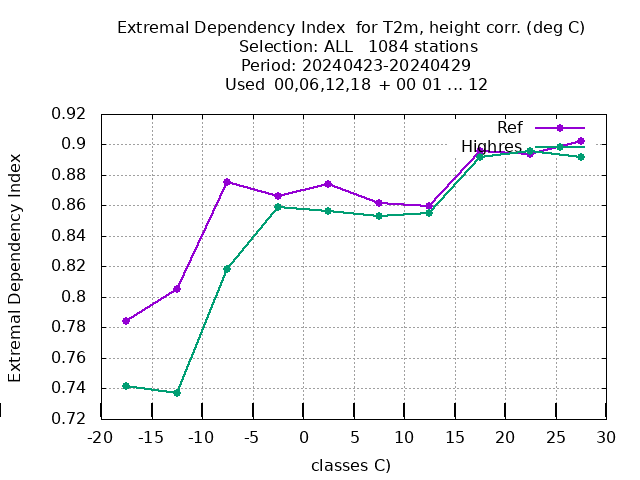 Extremal Dependency Index for T2m, height corr. (deg C)
Selection: ALL 1084 stations
Period: 20240423-20240429
Used 00,06,12,18 + 00 01 ... 12
Extremal Dependency Index
0.92
0.9
0.88
0.86
0.84
0.82
0.8
0.78
0.76
0.74
0.72
Ref
Highres
-20 -15 -10 -5 0 5 10 15 20 25 30
classes C)